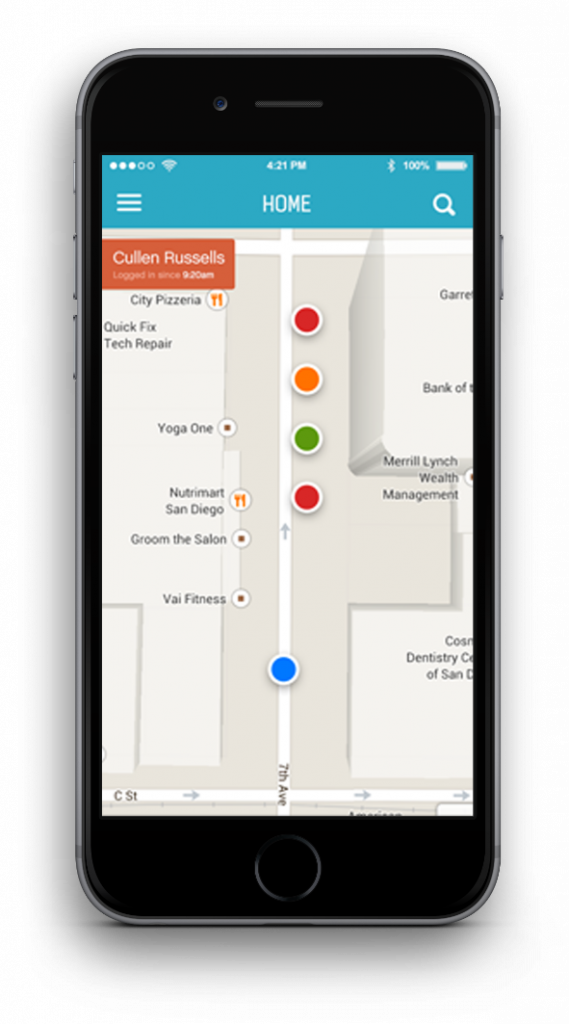 4:21 PM
100%
HOME
Cullen Russells
Logged in since 9:20am
City Pizzeria
Garret
Quick Fix
Tech Repair
Bank of t
Yoga One
Merrill Lynch
Wealth
Management
Nutrimart
San Diego
Groom the Salon
Vai Fitness
Cosm
Dentistry Ce
of San D
7th Ave
C St
American